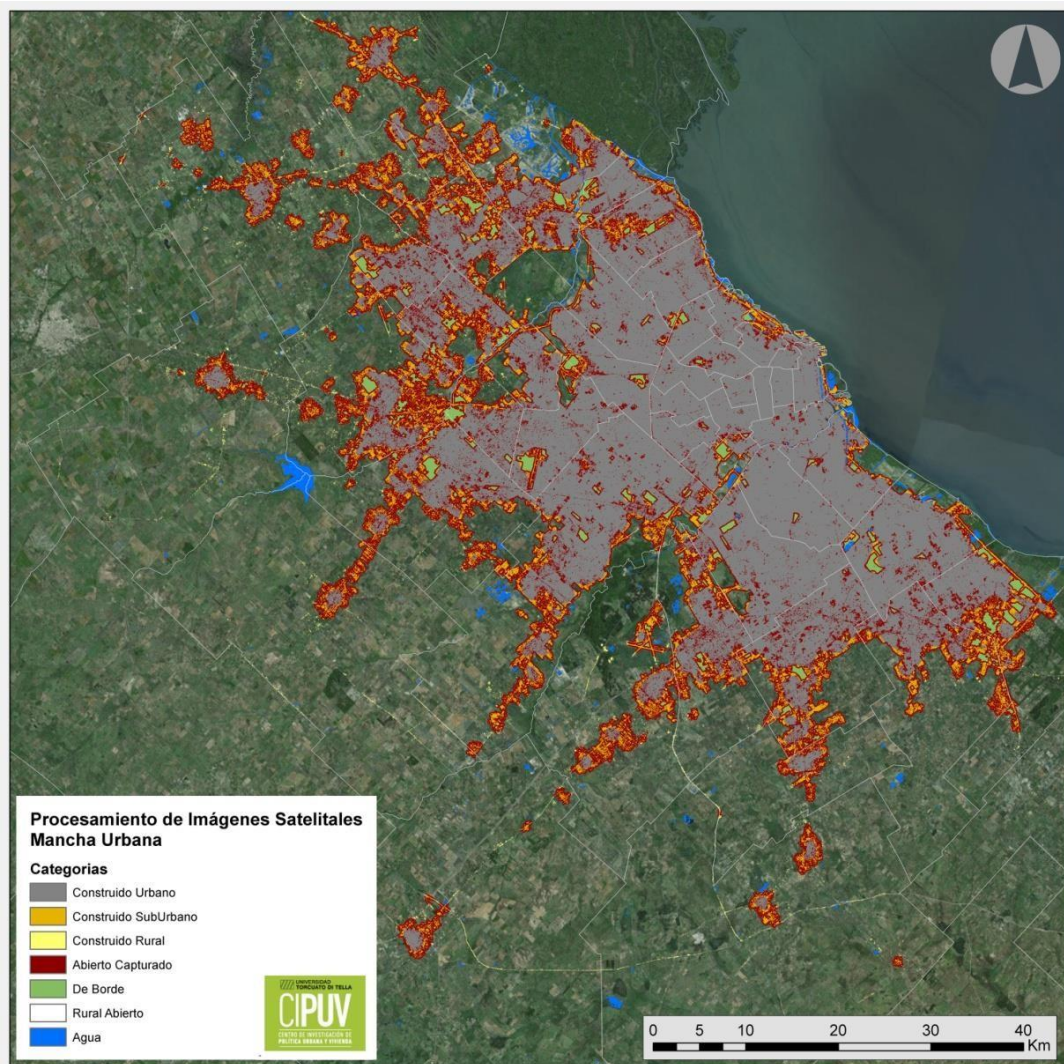 Procesamiento de Imágenes Satelitales
Mancha Urbana
Categorias
Construido Urbano
Construido SubUrbano
Construido Rural
Abierto Capturado
De Borde
Rural Abierto
Agua
UNIVERSIDAD
TORCUATO DI TELLA
CIPUV
CENTRO DE INVESTIGACIÓN DE
POLÍTICA URBANA Y VIVIENDA
0 5 10 20 30 40
Km